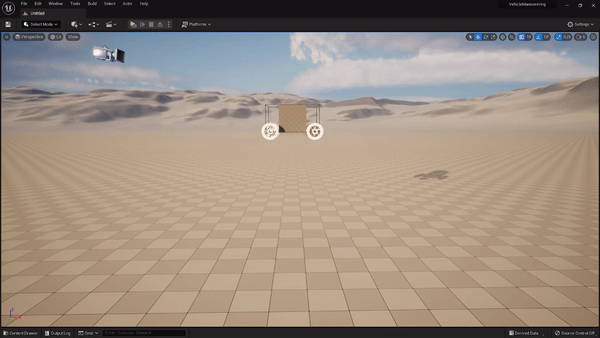 File Edit Window Tools Build Select Actor Help
VehicleManeuvering
Untitled
Select Mode
Platforms
Settings
Perspective
Lit
Show
Content Drawer
Output Log
Cmd
Enter Console Command
Derived Data
Source Control Off